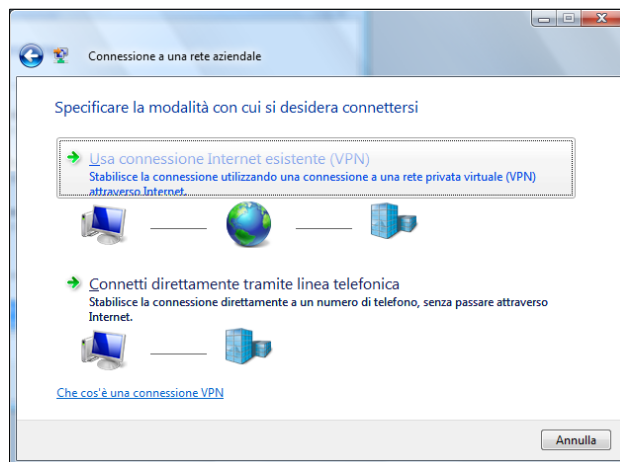 Connessione a una rete aziendale
Specificare la modalità con cui si desidera connettersi
Usa connessione Internet esistente (VPN)
Stabilisce la connessione utilizzando una connessione a una rete privata virtuale (VPN)
attraverso Internet.
Connetti direttamente tramite linea telefonica
Stabilisce la connessione direttamente a un numero di telefono, senza passare attraverso
Internet.
Che cos'è una connessione VPN
Annulla